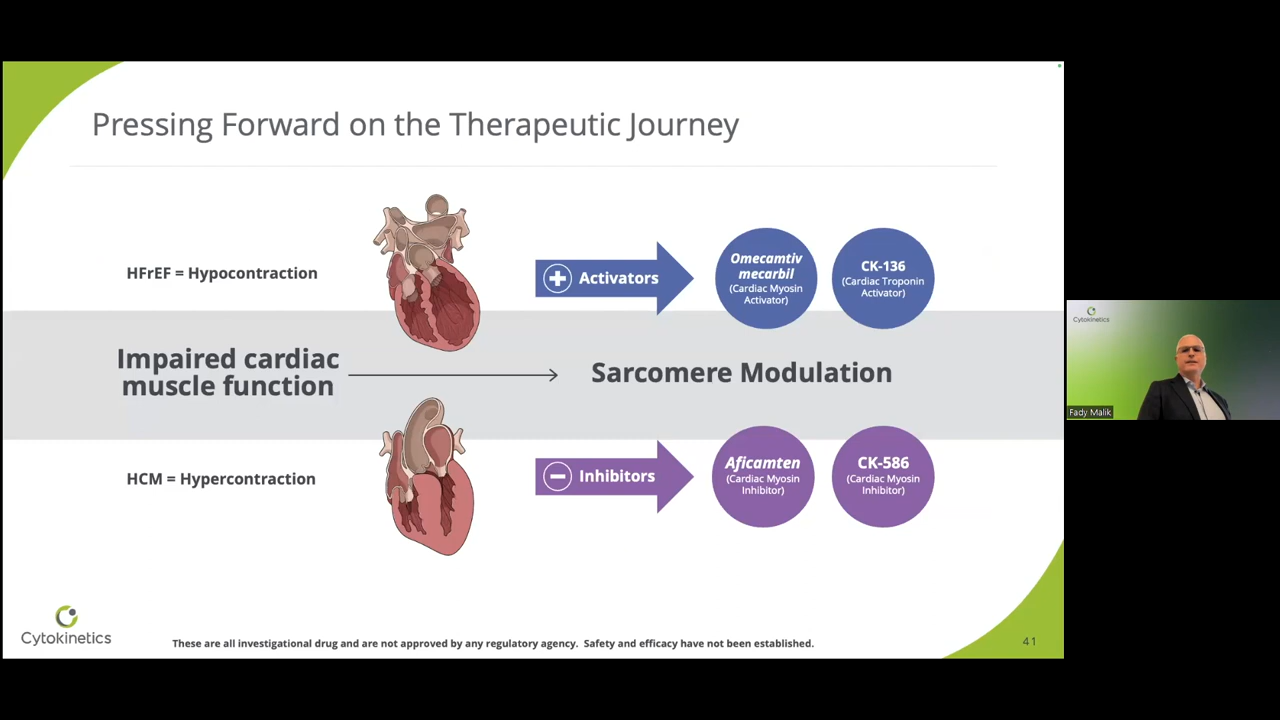 Pressing Forward on the Therapeutic Journey
HFrEF = Hypocontraction
Activators
Omecamtiv
mecarbil
(Cardiac Myosin
Activator)
CK-136
(Cardiac Troponin
Activator)
Impaired cardiac
muscle function
Sarcomere Modulation
HCM = Hypercontraction
Inhibitors
Aficamten
(Cardiac Myosin
Inhibitor)
CK-586
(Cardiac Myosin
Inhibitor)
Cytokinetics
These are all investigational drug and are not approved by any regulatory agency. Safety and efficacy have not been established.
41
Cytokinetics
Fady Malik